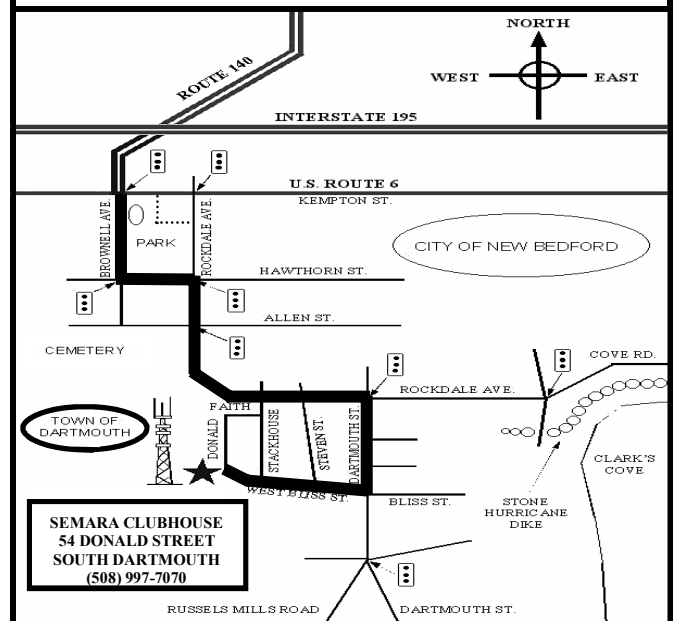 NORTH
WEST
EAST
ROUTE 140
INTERSTATE 195
U.S. ROUTE 6
KEMPTON ST.
BROWNELL AVE.
PARK
ROCKDALE AVE.
CITY OF NEW BEDFORD
HAWTHORN ST.
ALLEN ST.
CEMETERY
COVE RD.
ROCKDALE AVE.
FAITH
TOWN OF
DARTMOUTH
DONALD
STACKHOUSE
STEVEN ST.
DARTMOUTH ST.
CLARK'S
COVE
WEST BLISS ST.
BLISS ST.
STONE
HURRICANE
DIKE
SEMARA CLUBHOUSE
54 DONALD STREET
SOUTH DARTMOUTH
(508) 997-7070
RUSSELS MILLS ROAD
DARTMOUTH ST.